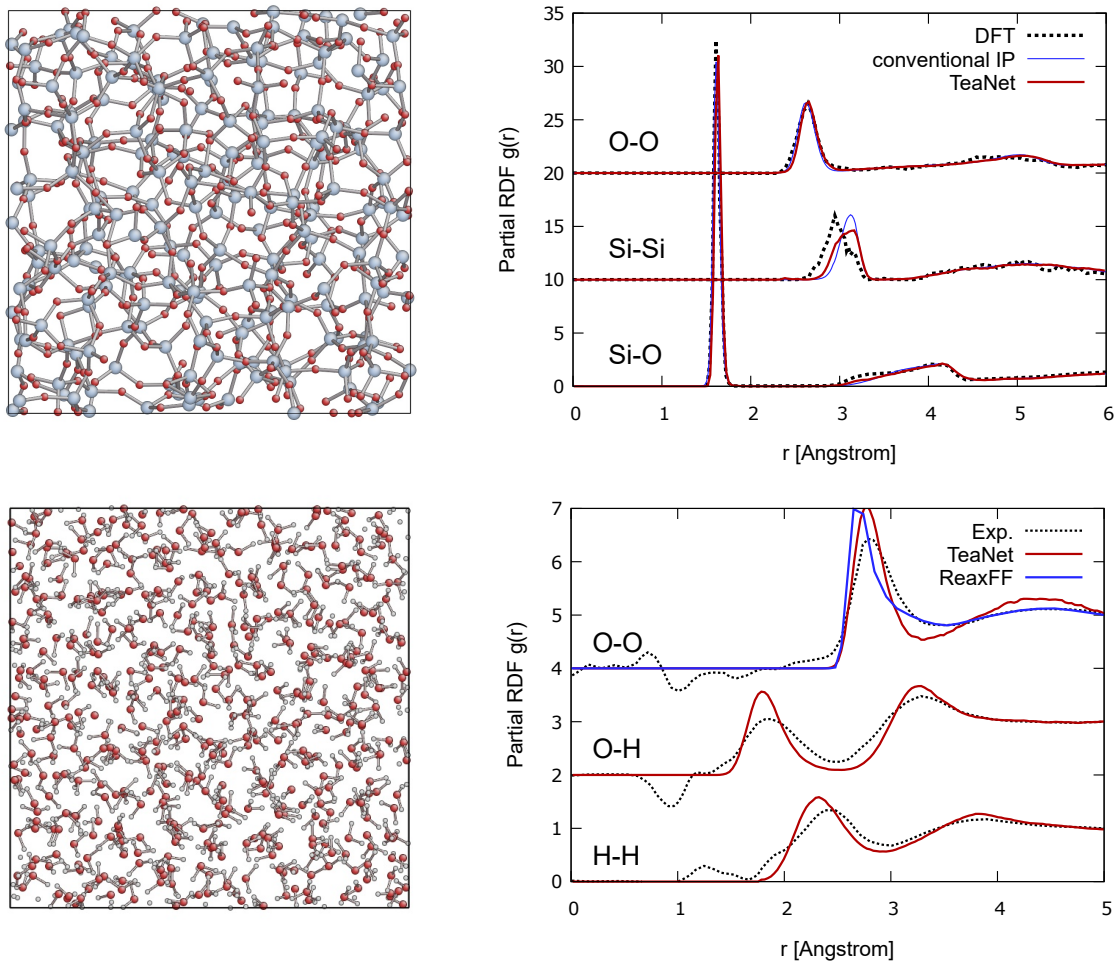 DFT
conventional IP
TeaNet
35
30
25
20
15
10
5
0
O-O
Si-Si
Si-O
Partial RDF g(r)
0 1 2 3 4 5 6
r [Angstrom]
Exp.
TeaNet
ReaxFF
7
6
5
4
3
2
1
0
O-O
O-H
H-H
Partial RDF g(r)
0 1 2 3 4 5
r [Angstrom]